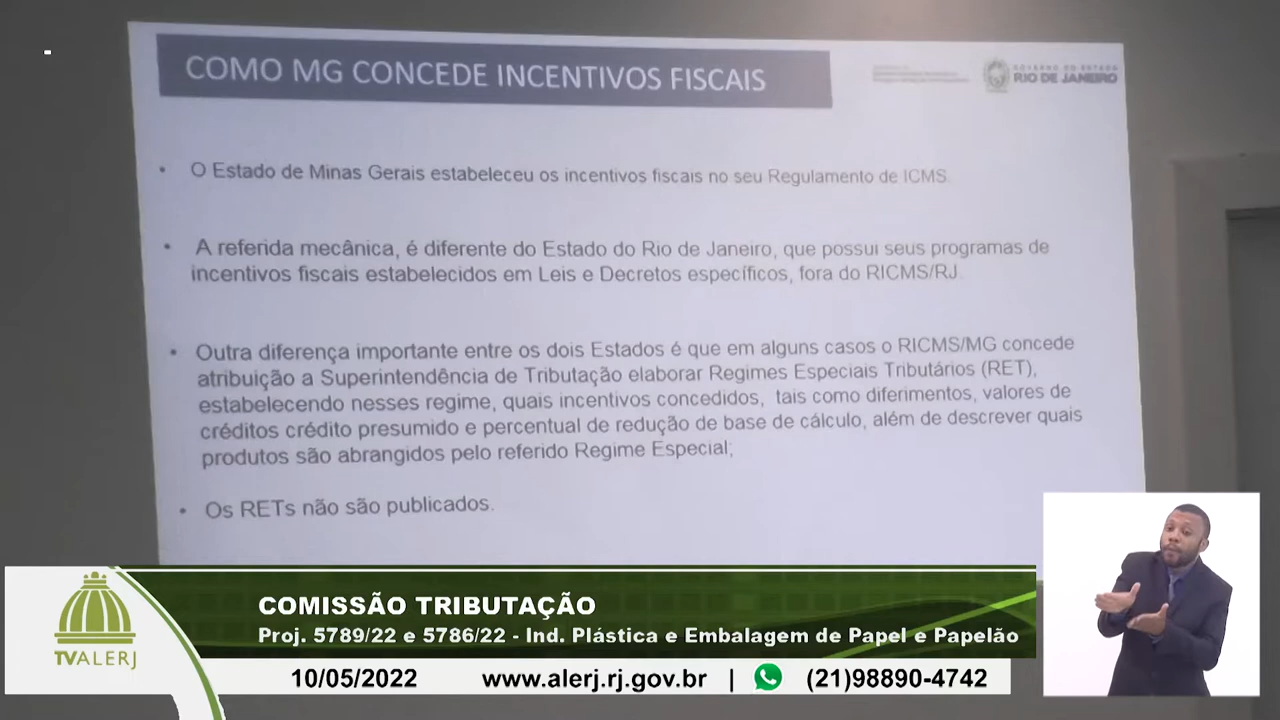 COMO MG CONCEDE INCENTIVOS FISCAIS
GOVERNO DO ESTADO
RIO DE JANEIRO
• O Estado de Minas Gerais estabeleceu os incentivos fiscais no seu Regulamento de ICMS.
• A referida mecânica, é diferente do Estado do Rio de Janeiro, que possui seus programas de
incentivos fiscais estabelecidos em Leis e Decretos específicos, fora do RICMS/RJ.
• Outra diferença importante entre os dois Estados é que em alguns casos o RICMS/MG concede
atribuição a Superintendência de Tributação elaborar Regimes Especiais Tributários (RET),
estabelecendo nesses regime, quais incentivos concedidos, tais como diferimentos, valores de
créditos crédito presumido e percentual de redução de base de cálculo, além de descrever quais
produtos são abrangidos pelo referido Regime Especial;
• Os RETs não são publicados.
COMISSÃO TRIBUTAÇÃO
Proj. 5789/22 e 5786/22 - Ind. Plástica e Embalagem de Papel e Papelão
TVALERJ
10/05/2022 www.alerj.rj.gov.br | (21)98890-4742